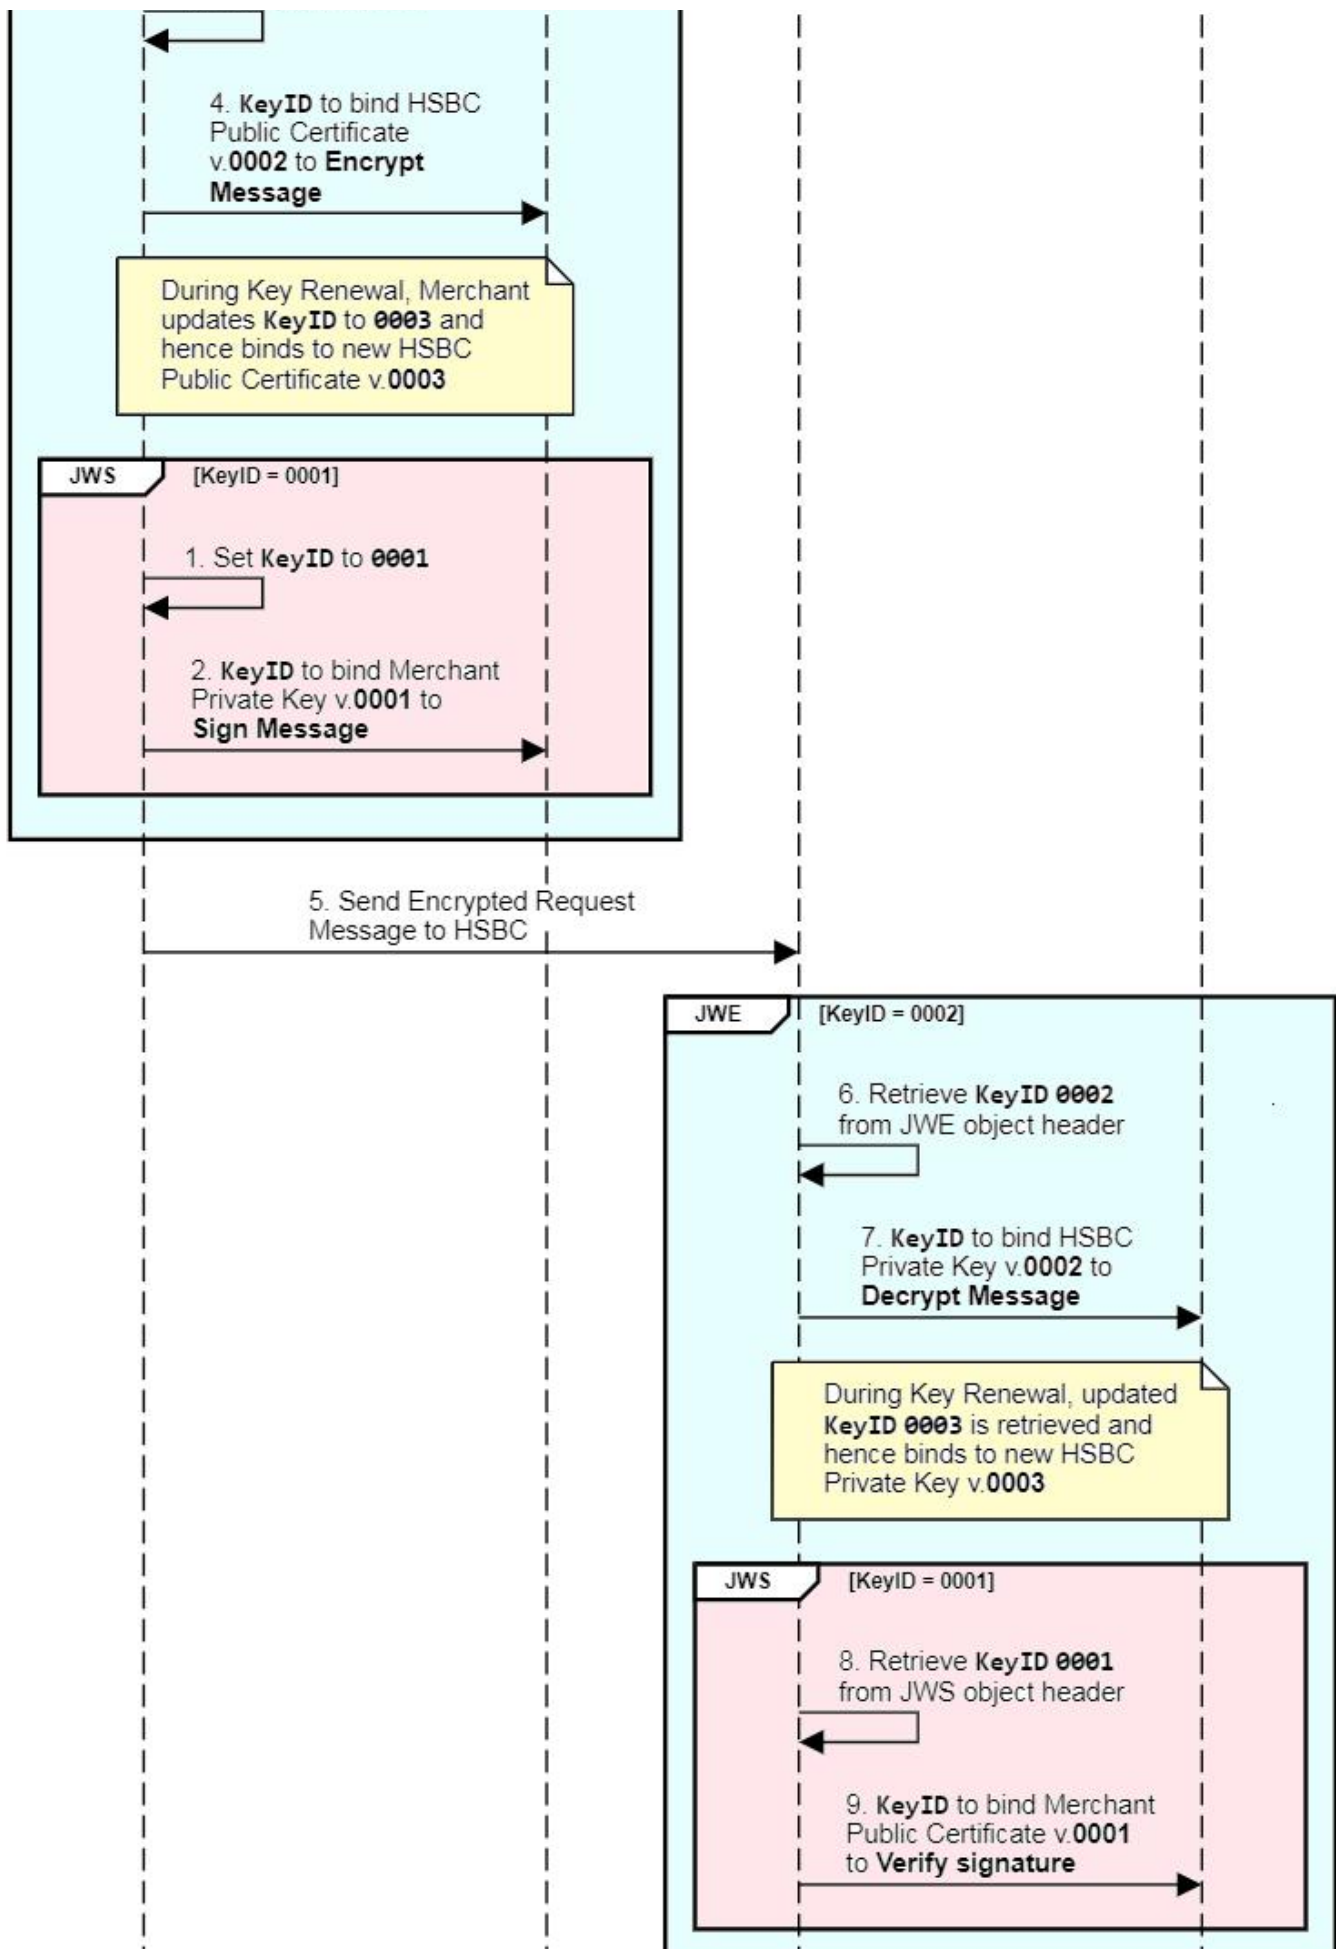 4. KeyID to bind HSBC
Public Certificate
v.0002 to Encrypt
Message
During Key Renewal, Merchant
updates KeyID to 0003 and
hence binds to new HSBC
Public Certificate v.0003
JWS [KeyID = 0001]
1. Set KeyID to 0001
2. KeyID to bind Merchant
Private Key v.0001 to
Sign Message
5. Send Encrypted Request
Message to HSBC
JWE [KeyID = 0002]
6. Retrieve KeyID 0002
from JWE object header
7. KeyID to bind HSBC
Private Key v.0002 to
Decrypt Message
During Key Renewal, updated
KeyID 0003 is retrieved and
hence binds to new HSBC
Private Key v.0003
JWS [KeyID = 0001]
8. Retrieve KeyID 0001
from JWS object header
9. KeyID to bind Merchant
Public Certificate v.0001
to Verify signature